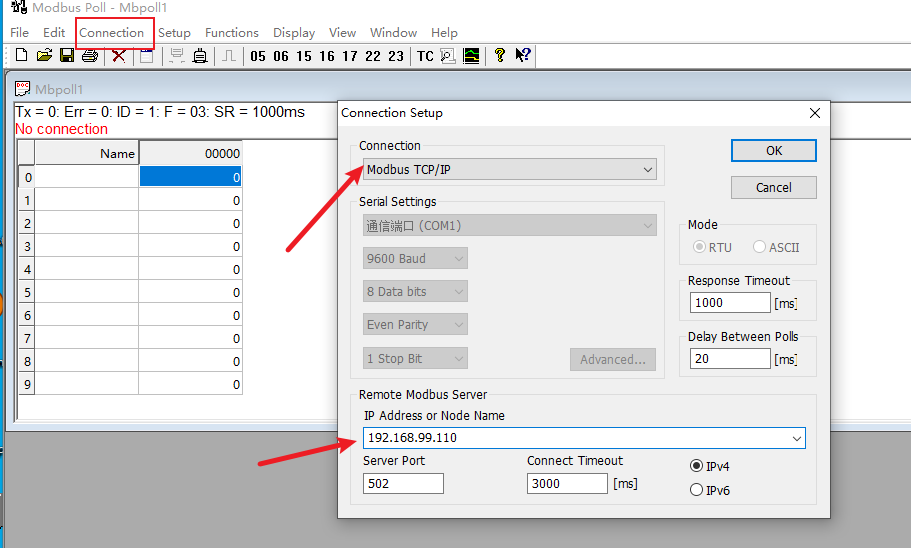 Modbus Poll - Mbpoll1
File Edit Connection Setup Functions Display View Window Help
05 06 15 16 17 22 23 TC
Mbpoll1
Tx = 0: Err = 0: ID = 1: F = 03: SR = 1000ms
No connection
Name 00000
0 0
1 0
2 0
3 0
4 0
5 0
6 0
7 0
8 0
9 0
Connection Setup
Connection
Modbus TCP/IP
OK
Cancel
Serial Settings
通信端口 (COM1)
9600 Baud
8 Data bits
Even Parity
1 Stop Bit
Advanced...
Mode
RTU ASCII
Response Timeout
1000 [ms]
Delay Between Polls
20 [ms]
Remote Modbus Server
IP Address or Node Name
192.168.99.110
Server Port Connect Timeout
502 3000 [ms]
IPv4
IPv6